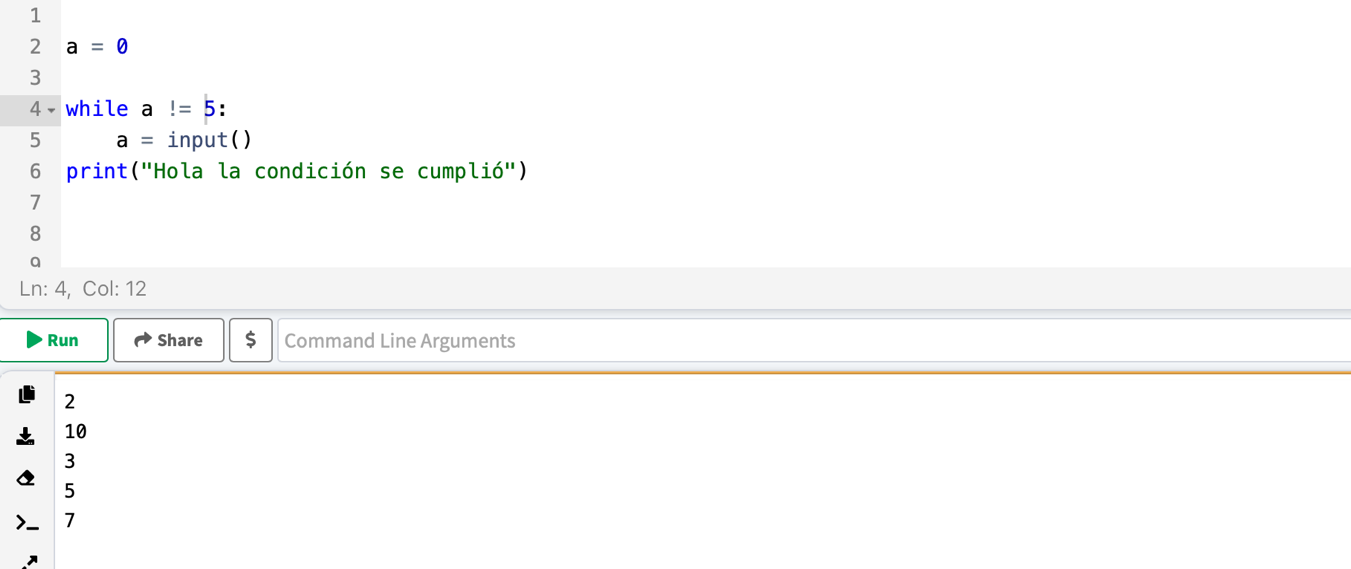 1
2 a = 0
3
4 while a != 5:
5     a = input()
6 print("Hola la condición se cumplió")
7
8
9
Ln: 4,  Col: 12
Run Share $ Command Line Arguments
2
10
3
5
7